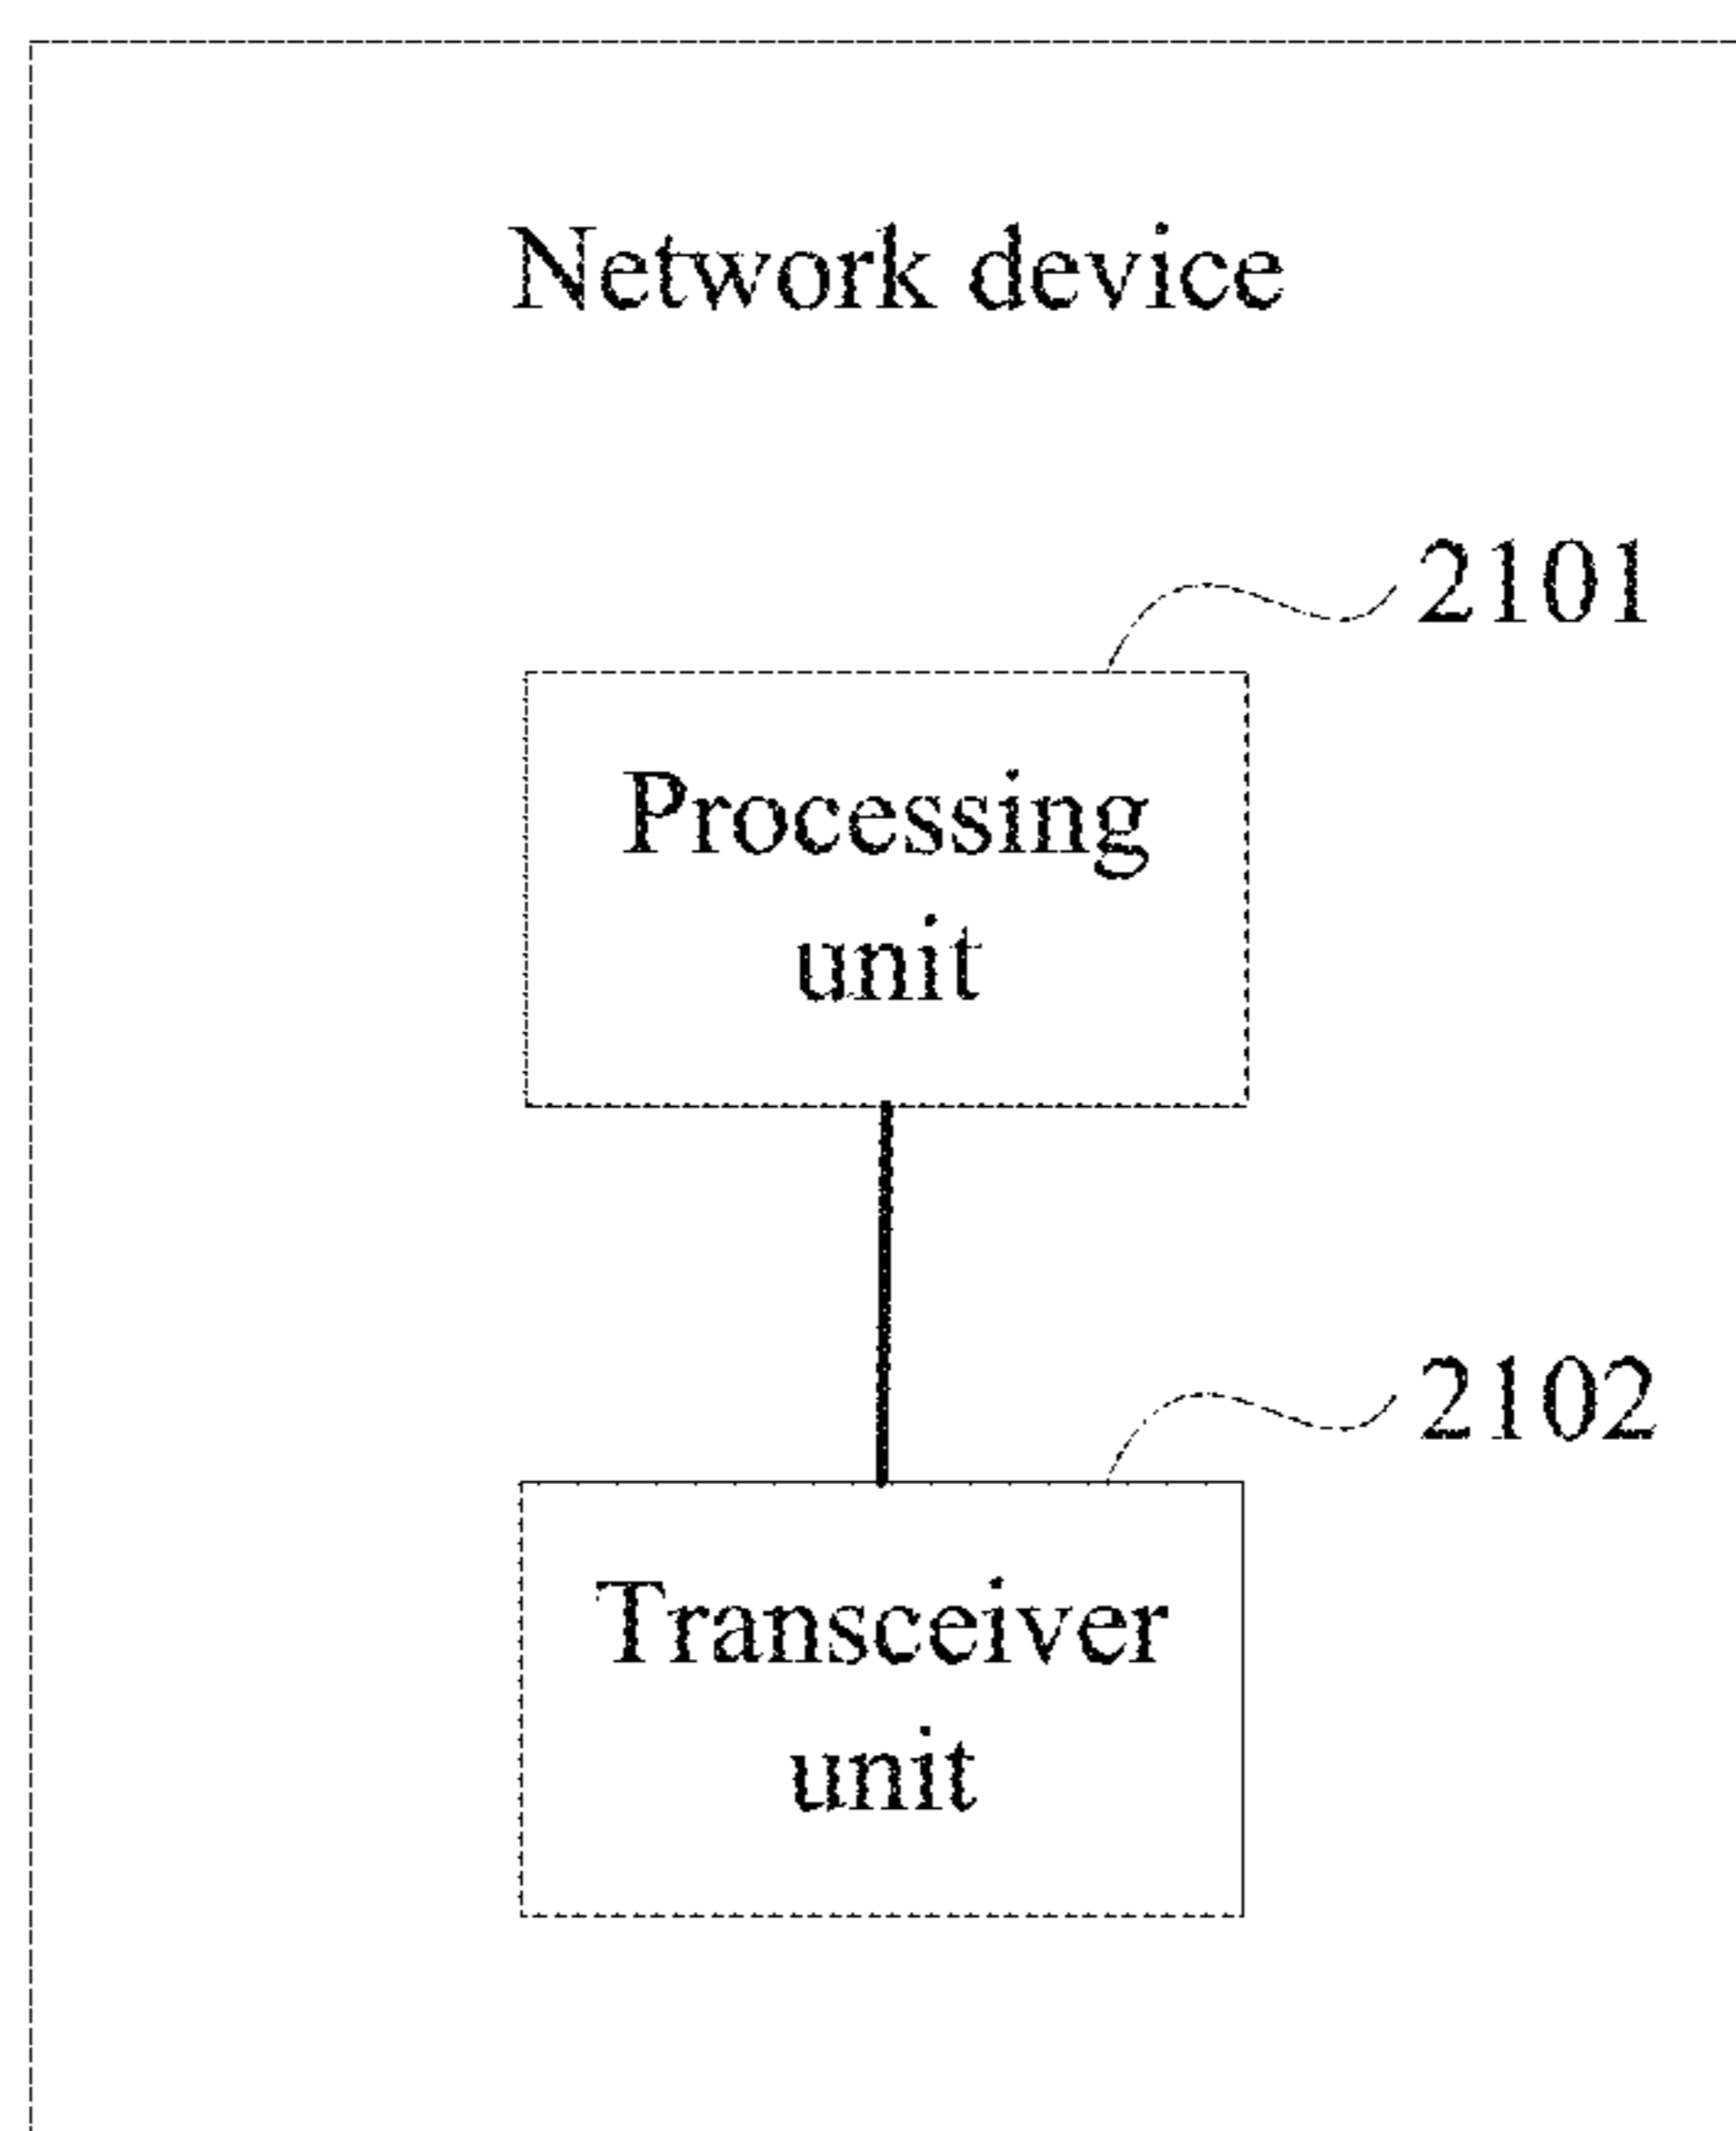 Network device
2101
Processing
unit
2102
Transceiver
unit